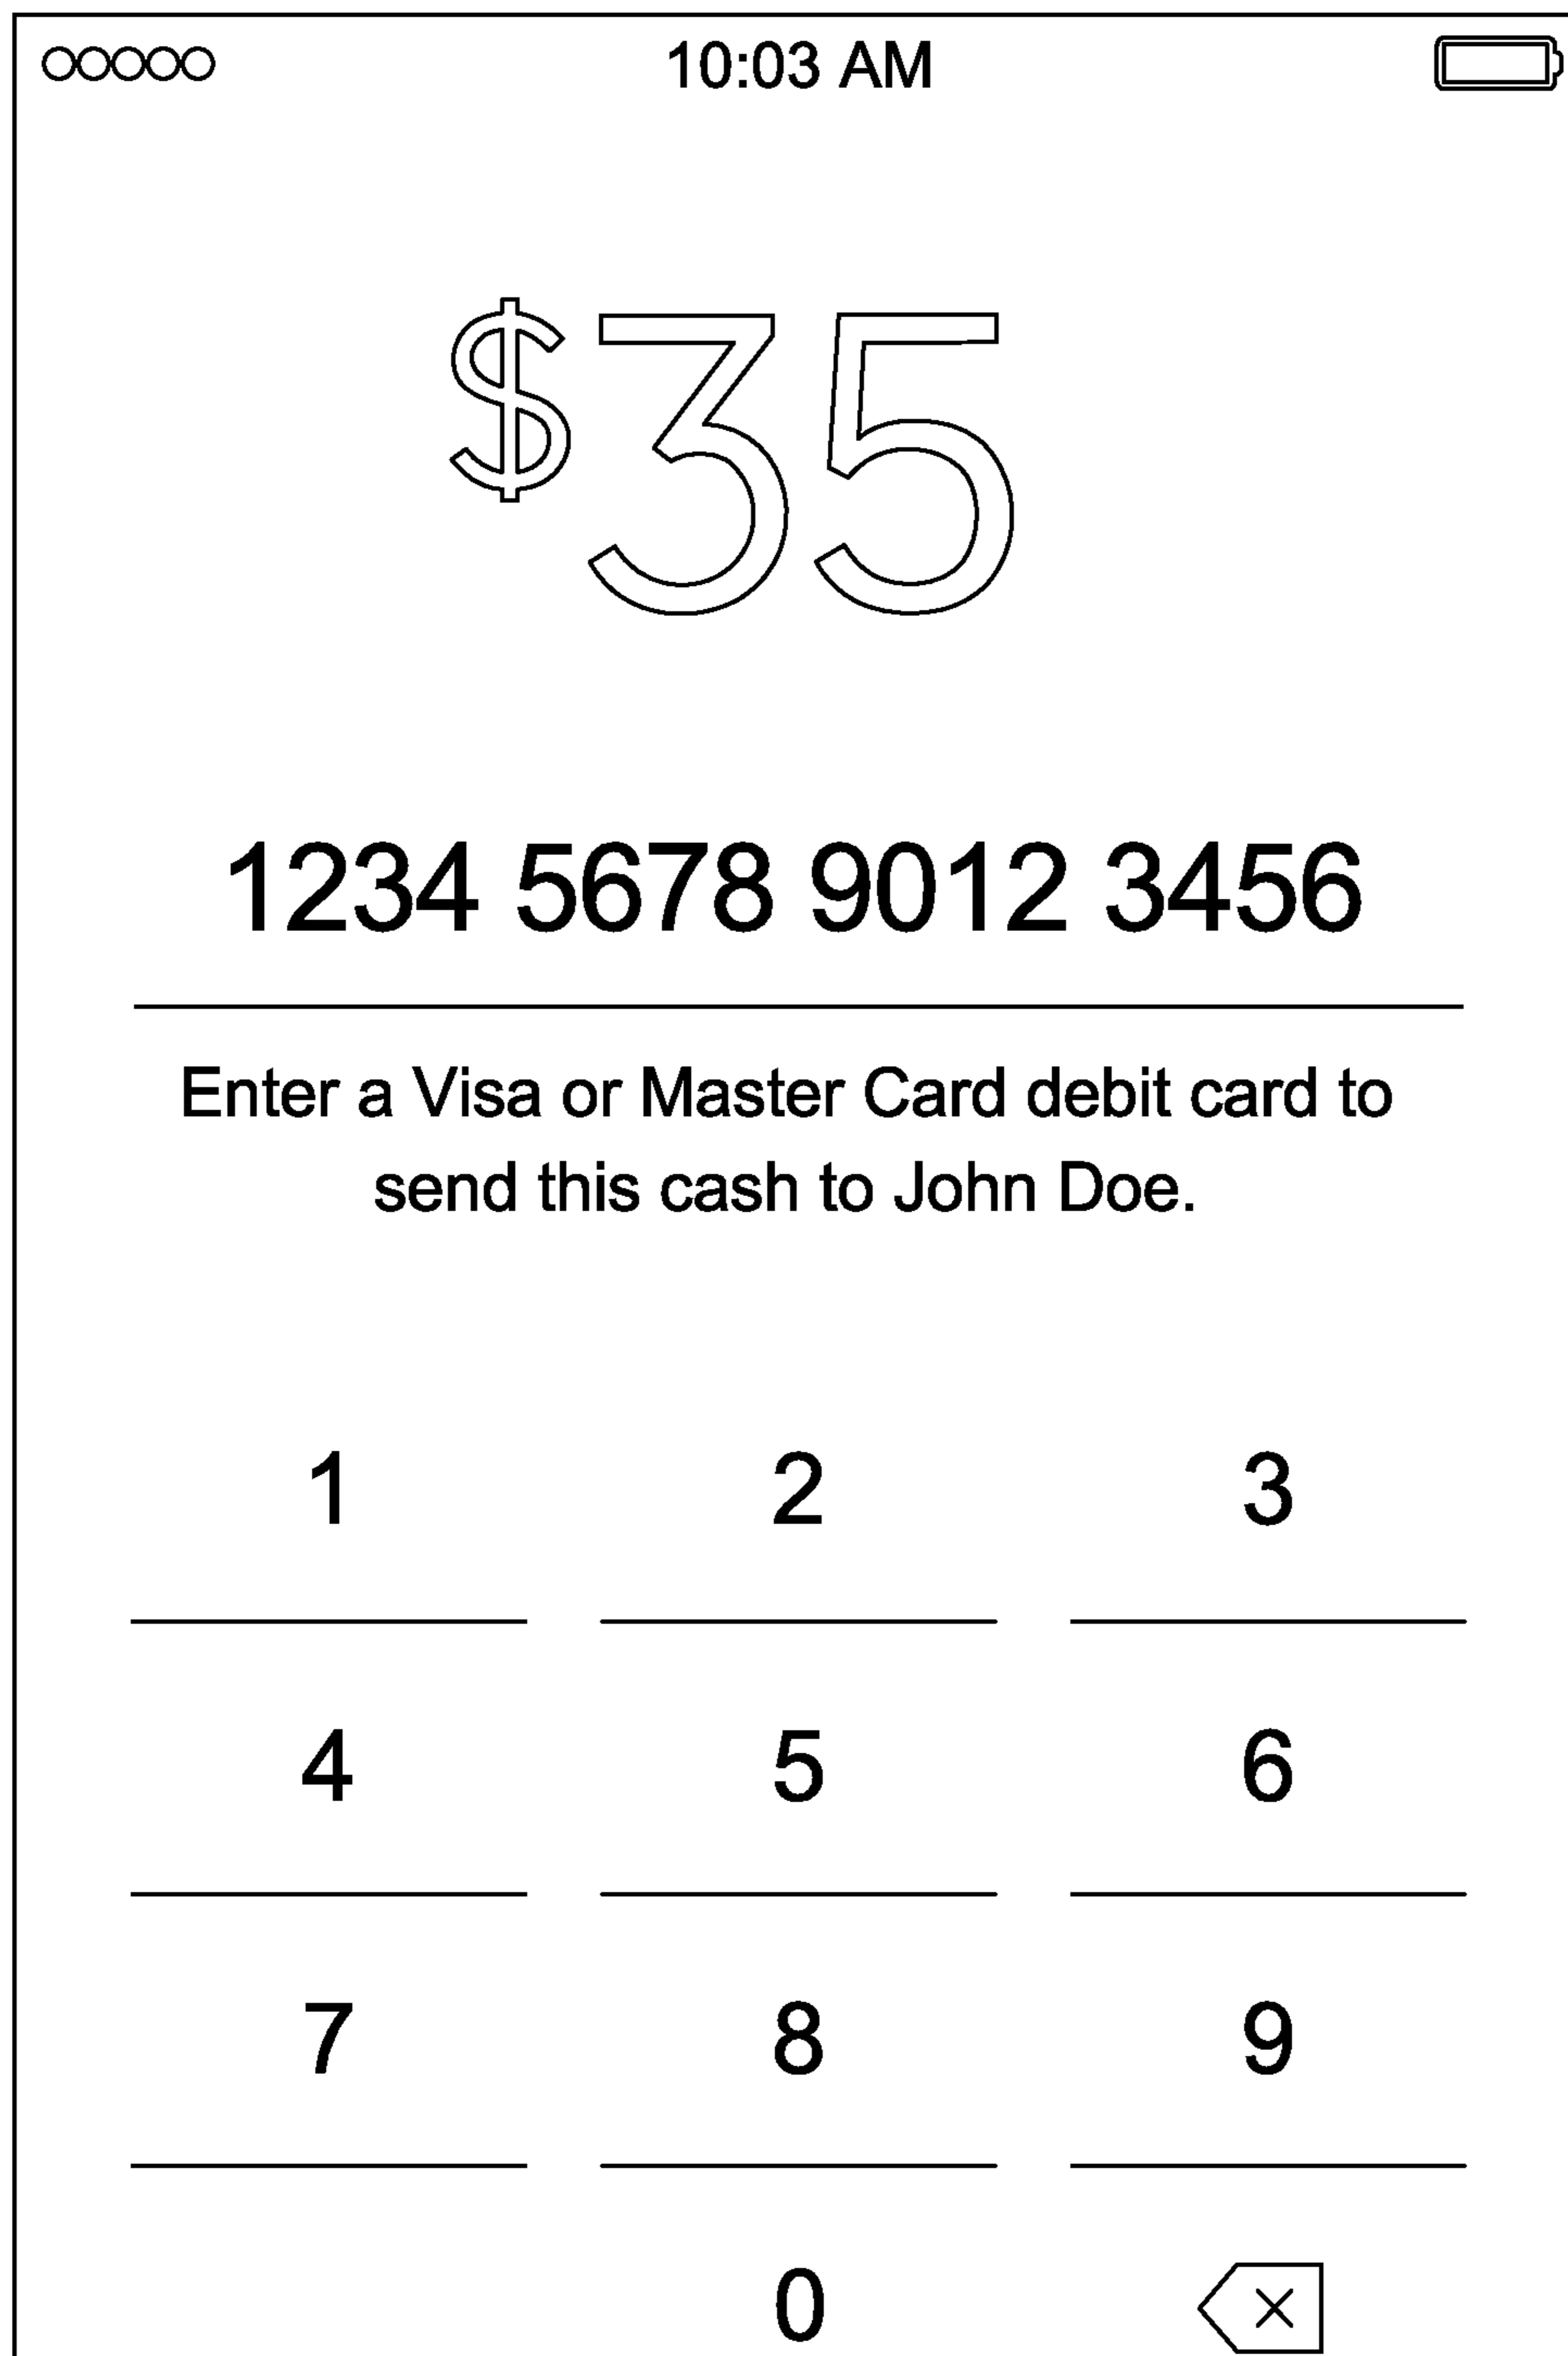 10:03 AM
$35
1234 5678 9012 3456
Enter a Visa or Master Card debit card to
send this cash to John Doe.
1 2 3
4 5 6
7 8 9
0